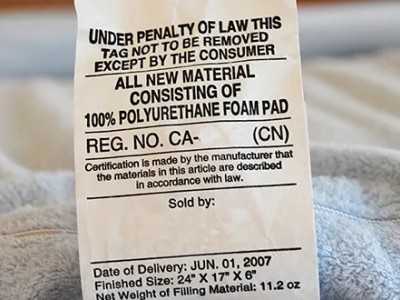 UNDER PENALTY OF LAW THIS
TAG NOT TO BE REMOVED
EXCEPT BY THE CONSUMER
ALL NEW MATERIAL
CONSISTING OF
100% POLYURETHANE FOAM PAD
REG. NO. CA- (CN)
Certification is made by the manufacturer that
the materials in this article are described
in accordance with law.
Sold by:
Date of Delivery: JUN. 01, 2007
Finished Size: 24" X 17" X 6"
Net Weight of Filling Material: 11.2 oz